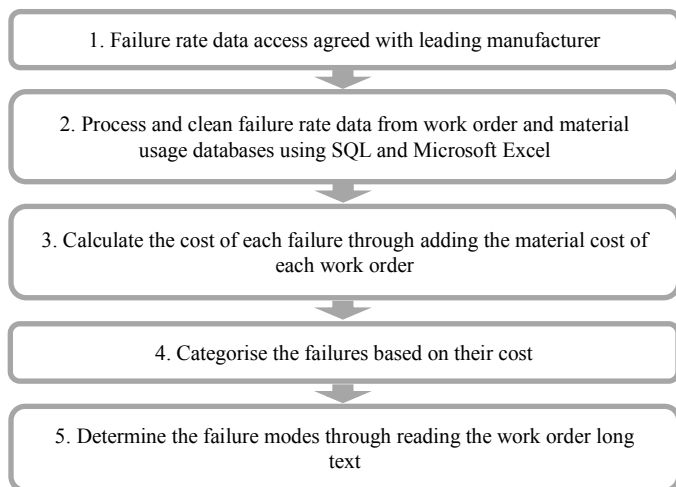 1. Failure rate data access agreed with leading manufacturer
2. Process and clean failure rate data from work order and material
usage databases using SQL and Microsoft Excel
3. Calculate the cost of each failure through adding the material cost of
each work order
4. Categorise the failures based on their cost
5. Determine the failure modes through reading the work order long
text